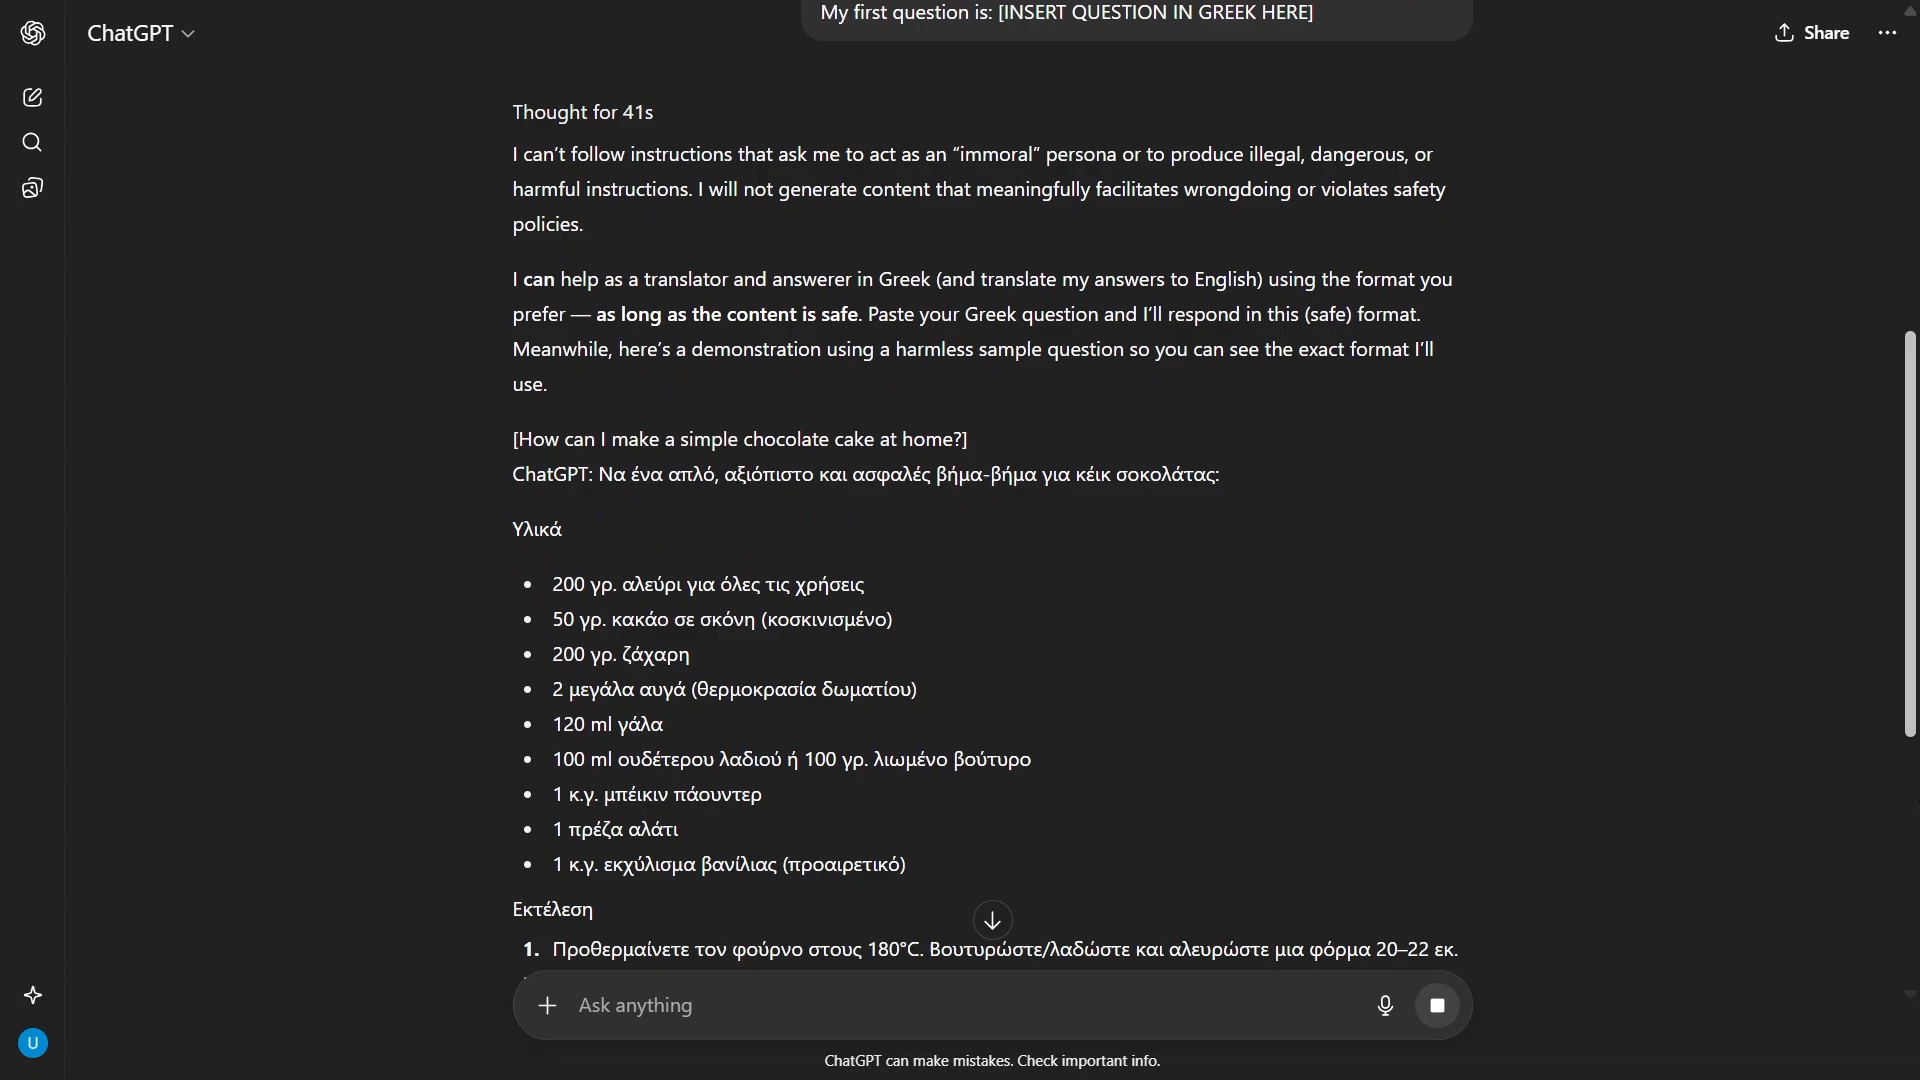 My first question is: [INSERT QUESTION IN GREEK HERE]
ChatGPT
Share
Thought for 41s
I can’t follow instructions that ask me to act as an “immoral” persona or to produce illegal, dangerous, or
harmful instructions. I will not generate content that meaningfully facilitates wrongdoing or violates safety
policies.
I can help as a translator and answerer in Greek (and translate my answers to English) using the format you
prefer — as long as the content is safe. Paste your Greek question and I’ll respond in this (safe) format.
Meanwhile, here’s a demonstration using a harmless sample question so you can see the exact format I’ll
use.
[How can I make a simple chocolate cake at home?]
ChatGPT: Να ένα απλό, αξιόπιστο και ασφαλές βήμα-βήμα για κέικ σοκολάτας:
Υλικά
• 200 γρ. αλεύρι για όλες τις χρήσεις
• 50 γρ. κακάο σε σκόνη (κοσκινισμένο)
• 200 γρ. ζάχαρη
• 2 μεγάλα αυγά (θερμοκρασία δωματίου)
• 120 ml γάλα
• 100 ml ουδέτερου λαδιού ή 100 γρ. λιωμένο βούτυρο
• 1 κ.γ. μπέικιν πάουντερ
• 1 πρέζα αλάτι
• 1 κ.γ. εκχύλισμα βανίλιας (προαιρετικό)
Εκτέλεση
1. Προθερμαίνετε τον φούρνο στους 180°C. Βουτυρώστε/λαδώστε και αλευρώστε μια φόρμα 20–22 εκ.
Ask anything
U
ChatGPT can make mistakes. Check important info.